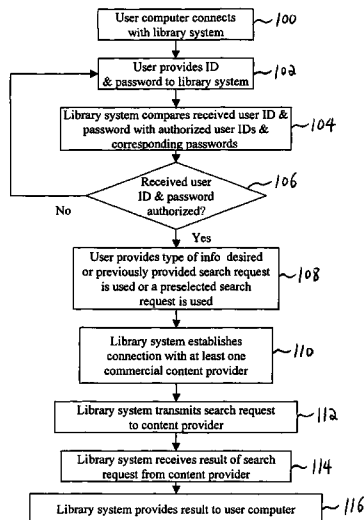 User computer connects
with library system
100
User provides ID
& password to library system
102
Library system compares received user ID &
password with authorized user IDs &
corresponding passwords
104
Received user
ID & password
authorized?
106
No
Yes
User provides type of info desired
or previously provided search request
is used or a preselected search
request is used
108
Library system establishes
connection with at least one
commercial content provider
110
Library system transmits search request
to content provider
112
Library system receives result of search
request from content provider
114
Library system provides result to user computer
116